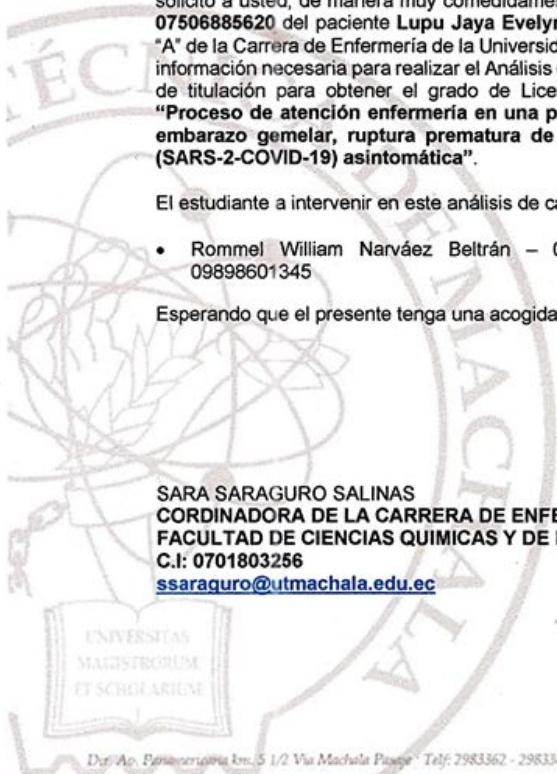 solicito a usted, de manera muy comedidame
07506885620 del paciente Lupu Jaya Evelyn
"A" de la Carrera de Enfermería de la Universid
información necesaria para realizar el Análisis
de titulación para obtener el grado de Lice
"Proceso de atención enfermería en una p
embarazo gemelar, ruptura prematura de
(SARS-2-COVID-19) asintomática".
El estudiante a intervenir en este análisis de ca
• Rommel William Narváez Beltrán – 0
09898601345
Esperando que el presente tenga una acogida
TÉCNICA DE MACHALA
SARA SARAGURO SALINAS
CORDINADORA DE LA CARRERA DE ENFE
FACULTAD DE CIENCIAS QUIMICAS Y DE
C.I: 0701803256
ssaraguro@utmachala.edu.ec
UNIVERSITAS
MAGISTRORUM
ET SCHOLARIUM
Dir. Av. Panamericana km. 5 1/2 Via Machala Pasaje Telf: 2983362 - 29833